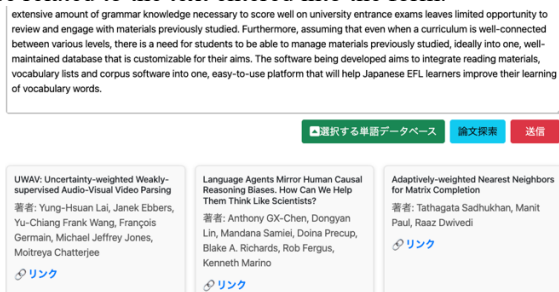 extensive amount of grammar knowledge necessary to score well on university entrance exams leaves limited opportunity to
review and engage with materials previously studied. Furthermore, assuming that even when a curriculum is well-connected
between various levels, there is a need for students to be able to manage materials previously studied, ideally into one, well-
maintained database that is customizable for their aims. The software being developed aims to integrate reading materials,
vocabulary lists and corpus software into one, easy-to-use platform that will help Japanese EFL learners improve their learning
of vocabulary words.
選択する単語データベース 論文探索 送信
UWAV: Uncertainty-weighted Weakly-
supervised Audio-Visual Video Parsing
著者: Yung-Hsuan Lai, Janek Ebbers,
Yu-Chiang Frank Wang, François
Germain, Michael Jeffrey Jones,
Moitreya Chatterjee
リンク
Language Agents Mirror Human Causal
Reasoning Biases. How Can We Help
Them Think Like Scientists?
著者: Anthony GX-Chen, Dongyan
Lin, Mandana Samiei, Doina Precup,
Blake A. Richards, Rob Fergus,
Kenneth Marino
リンク
Adaptively-weighted Nearest Neighbors
for Matrix Completion
著者: Tathagata Sadhukhan, Manit
Paul, Raaz Dwivedi
リンク